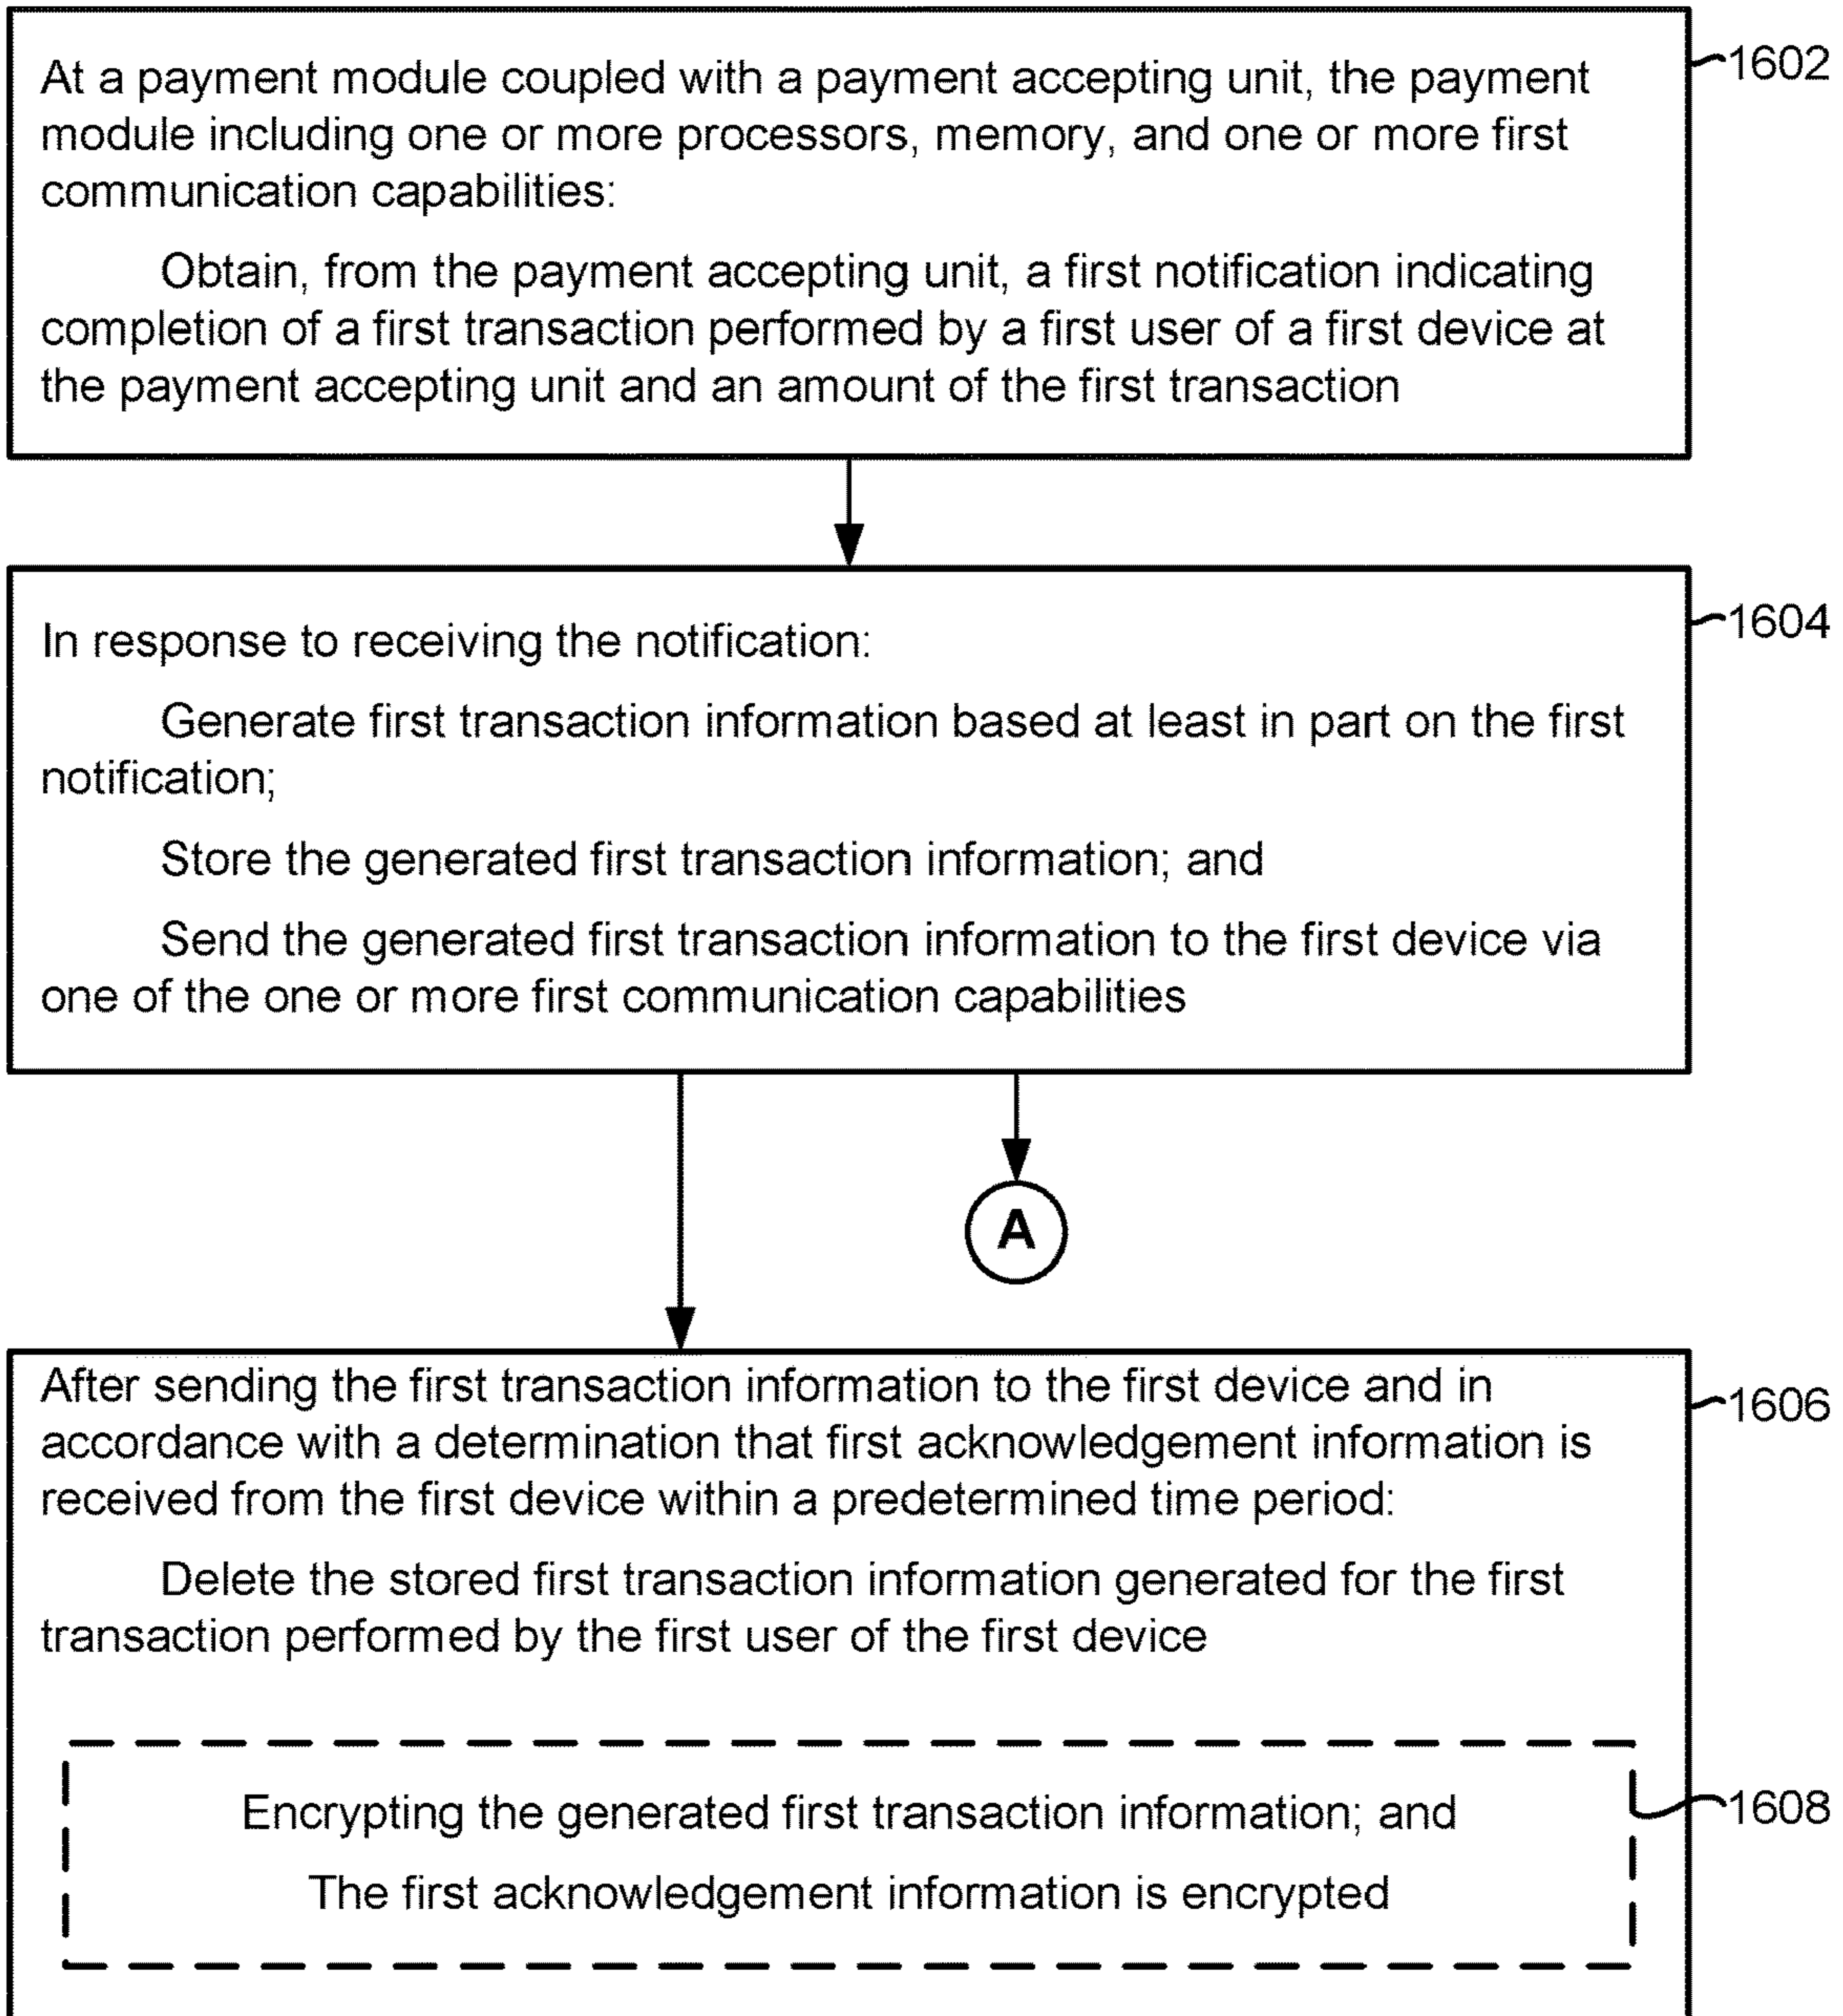 At a payment module coupled with a payment accepting unit, the payment
module including one or more processors, memory, and one or more first
communication capabilities:
Obtain, from the payment accepting unit, a first notification indicating
completion of a first transaction performed by a first user of a first device at
the payment accepting unit and an amount of the first transaction
1602
In response to receiving the notification:
Generate first transaction information based at least in part on the first
notification;
Store the generated first transaction information; and
Send the generated first transaction information to the first device via
one of the one or more first communication capabilities
1604
A
After sending the first transaction information to the first device and in
accordance with a determination that first acknowledgement information is
received from the first device within a predetermined time period:
Delete the stored first transaction information generated for the first
transaction performed by the first user of the first device
1606
Encrypting the generated first transaction information; and
The first acknowledgement information is encrypted
1608